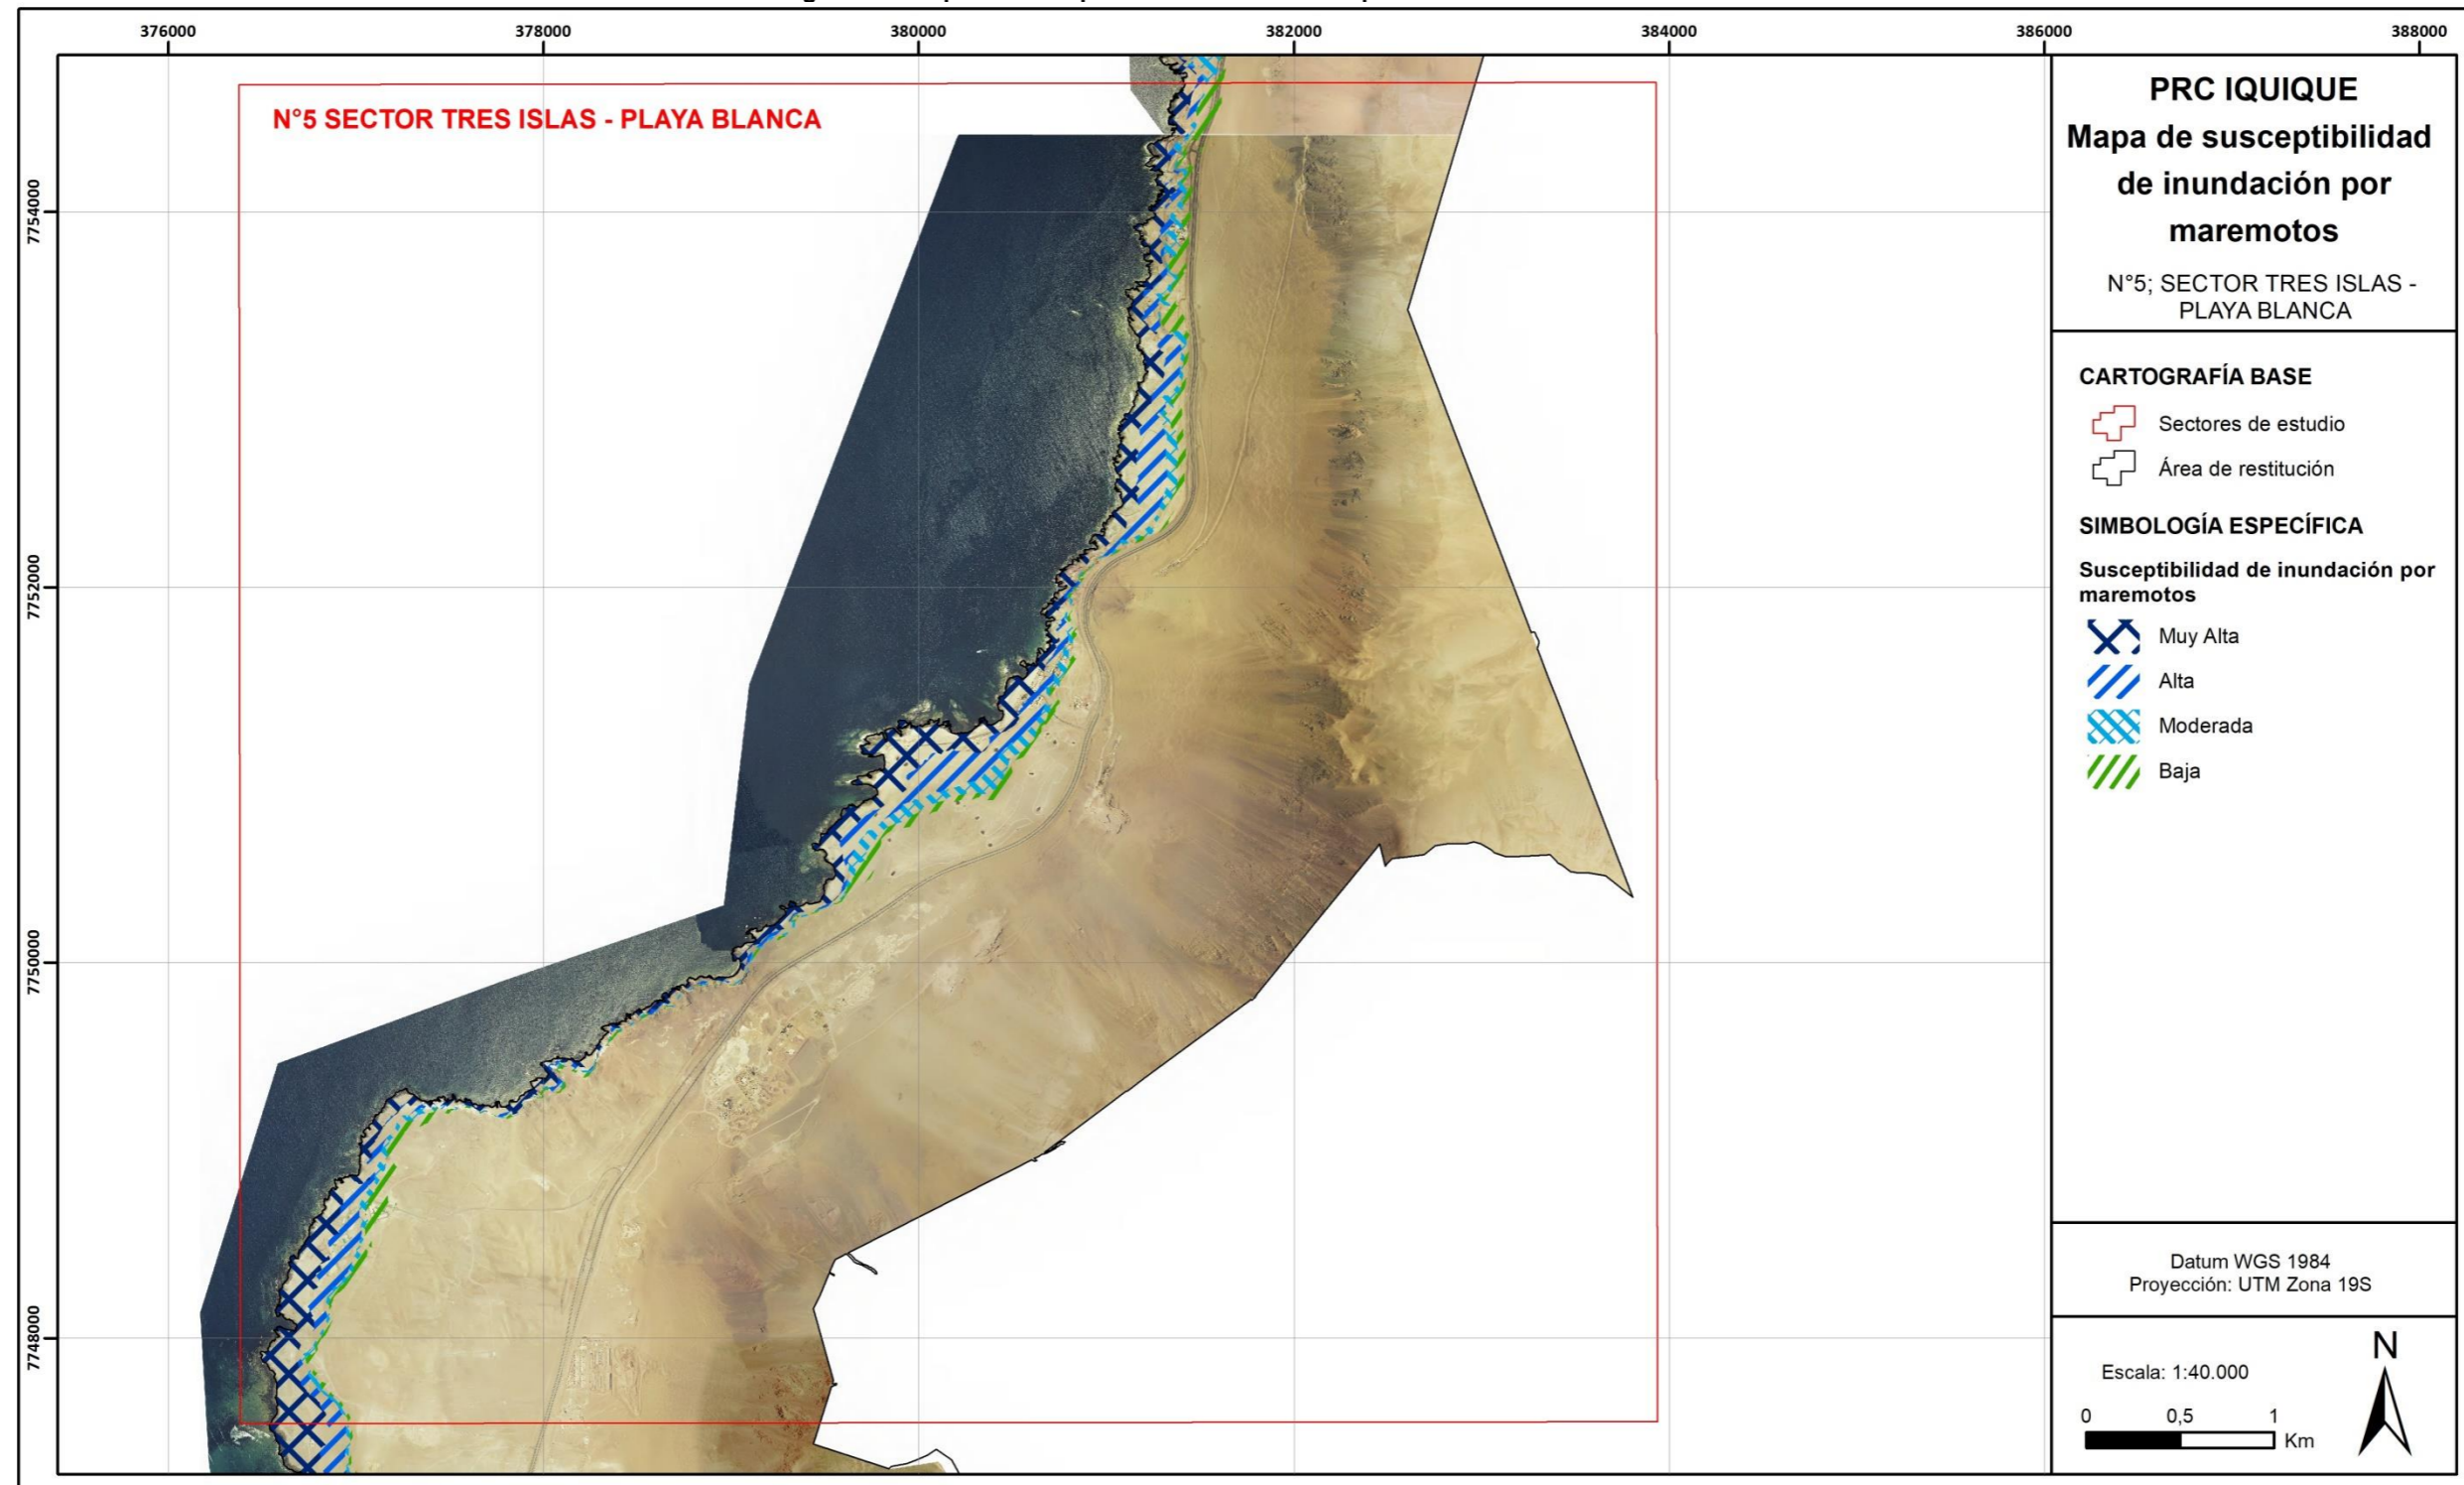 376000
378000
380000
382000
384000
386000
388000
7754000
7752000
7750000
7748000
N°5 SECTOR TRES ISLAS - PLAYA BLANCA
PRC IQUIQUE
Mapa de susceptibilidad
de inundación por
maremotos
N°5; SECTOR TRES ISLAS -
PLAYA BLANCA
CARTOGRAFÍA BASE
Sectores de estudio
Área de restitución
SIMBOLOGÍA ESPECÍFICA
Susceptibilidad de inundación por
maremotos
Muy Alta
Alta
Moderada
Baja
Datum WGS 1984
Proyección: UTM Zona 19S
Escala: 1:40.000
N
0 0,5 1
Km